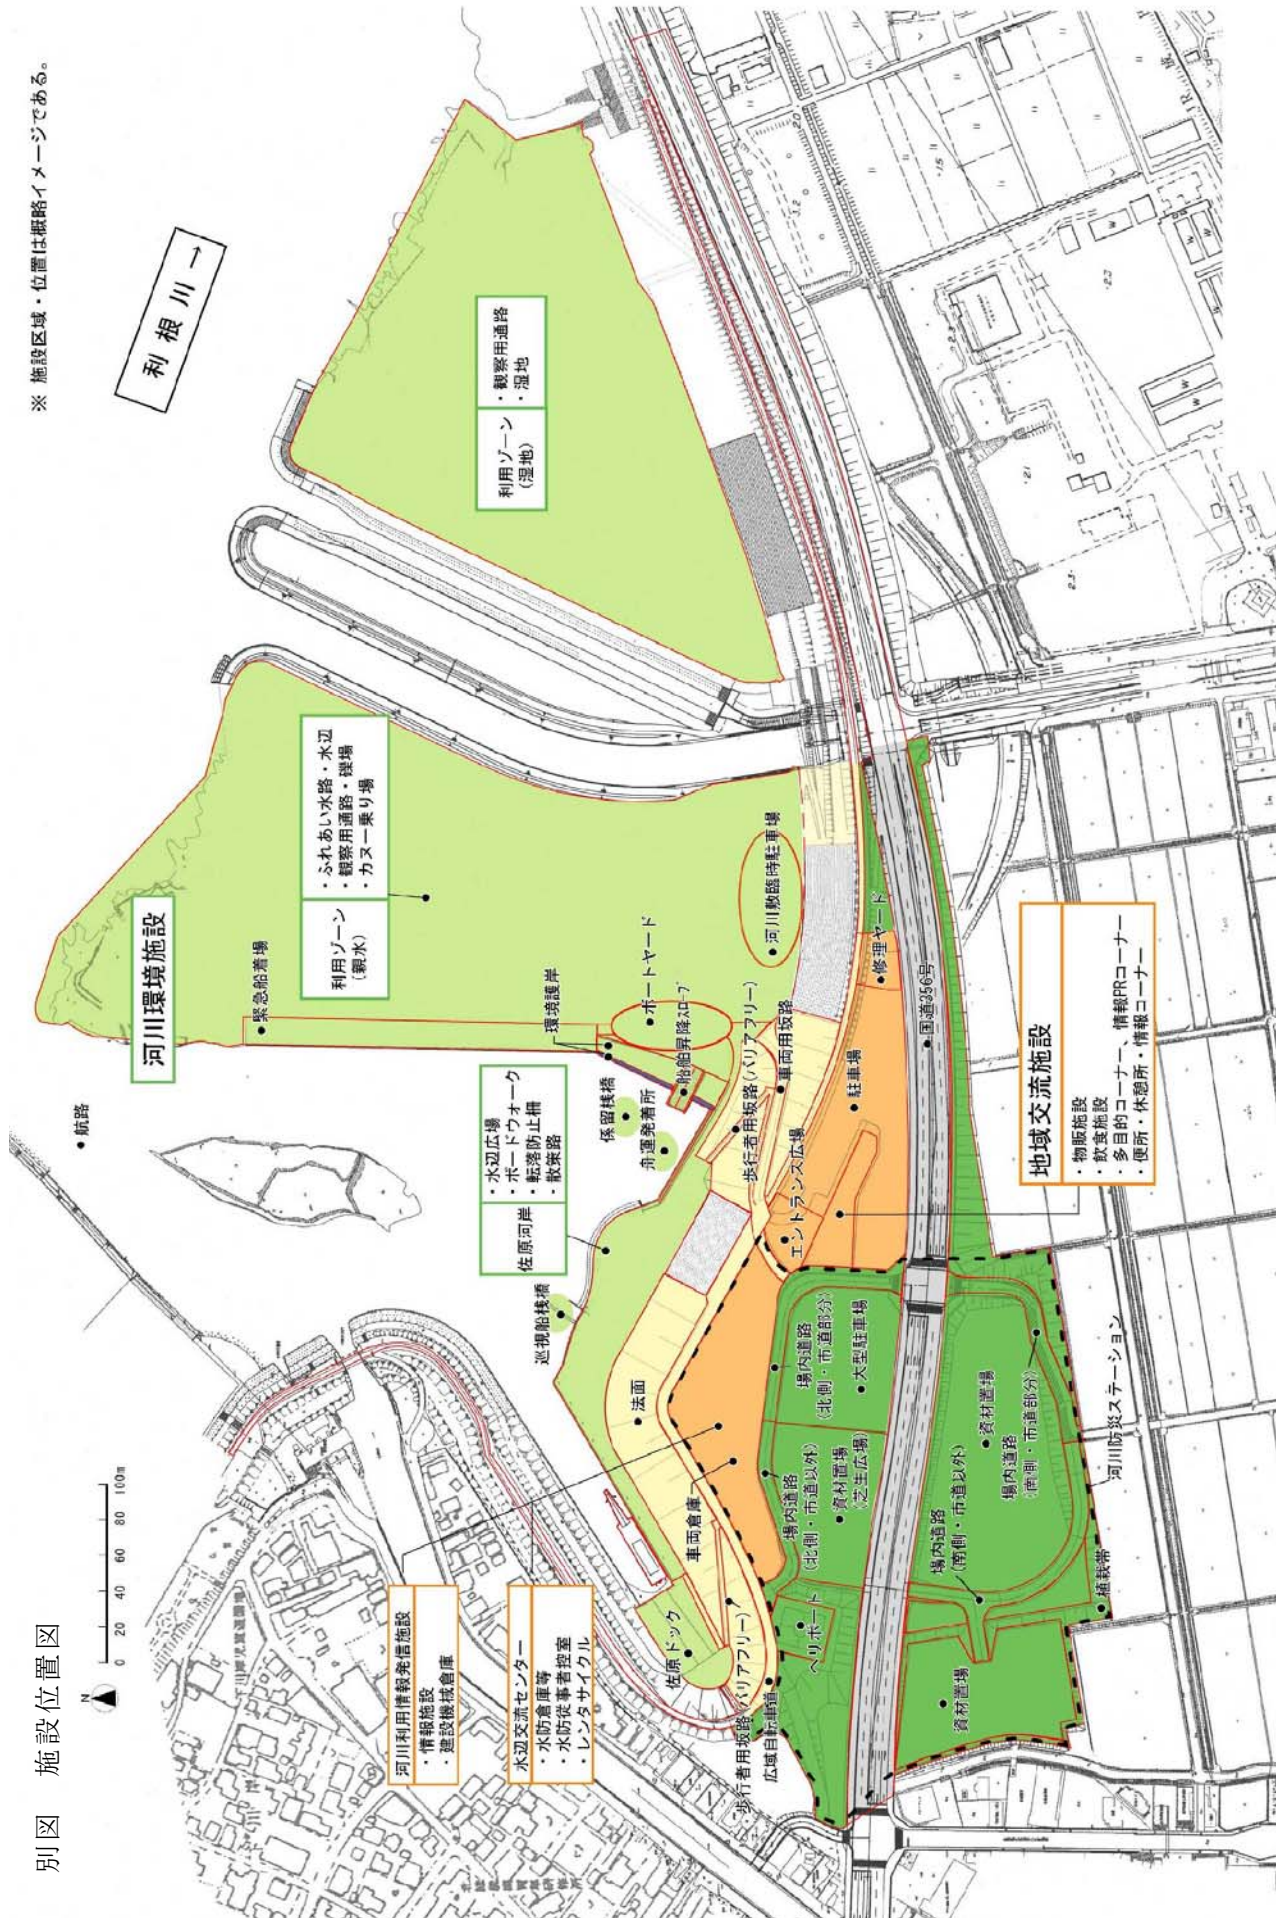 別図　施設位置図
※ 施設区域・位置は概略イメージである。
N
0 20 40 60 80 100m
利根川→
航路
河川環境施設
緊急船着場
利用ゾーン
(親水)
・ふれあい水路・水辺
・観察用通路・礫場
・カヌー乗り場
利用ゾーン
(湿地)
・観察用通路
・湿地
佐原河岸
・水辺広場
・ボードウォーク
・転落防止柵
・散策路
環境護岸
ボートヤード
係留桟橋
舟運発着所
船舶昇降スロープ
河川敷臨時駐車場
巡視船桟橋
法面
歩行者用坂路(バリアフリー)
車両用坂路
エントランス広場
駐車場
修理ヤード
国道356号
地域交流施設
・物販施設
・飲食施設
・多目的コーナー、情報PRコーナー
・便所・休憩所・情報コーナー
河川利用情報発信施設
・情報施設
・建設機械倉庫
水辺交流センター
・水防倉庫等
・水防従事者控室
・レンタサイクル
佐原ドック
車両倉庫
歩行者用坂路(バリアフリー)
広域自転車道
ヘリポート
場内道路
(北側・市道以外)
資材置場
(芝生広場)
場内道路
(北側・市道部分)
大型駐車場
資材置場
場内道路
(南側・市道以外)
資材置場
場内道路
(南側・市道部分)
植栽帯
河川防災ステーション